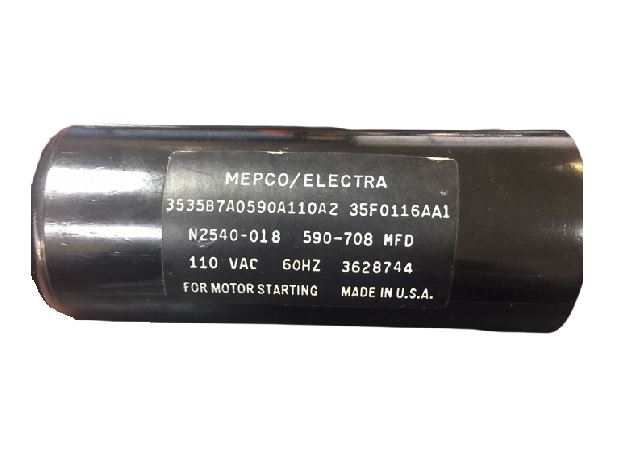 MEPCO/ELECTRA
3535B7A0590A110A2 35F0116AA1
N2540-018 590-708 MFD
110 VAC 60HZ 3628744
FOR MOTOR STARTING MADE IN U.S.A.